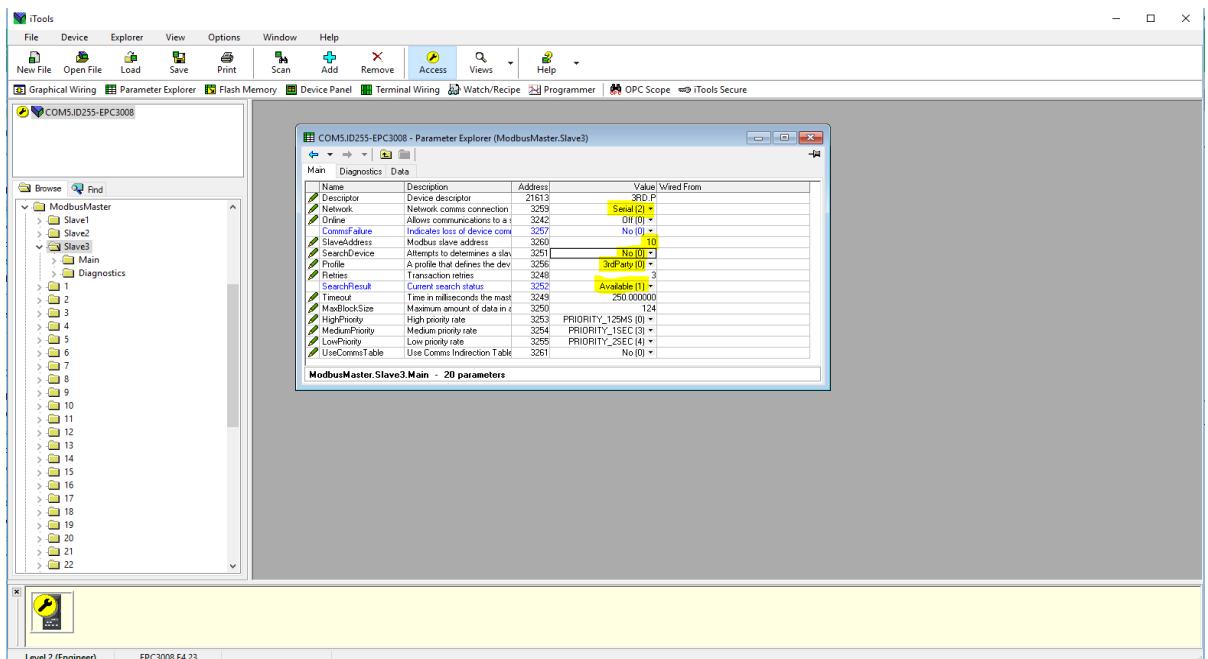 iTools
File Device Explorer View Options Window Help
New File Open File Load Save Print Scan Add Remove Access Views Help
Graphical Wiring Parameter Explorer Flash Memory Device Panel Terminal Wiring Watch/Recipe Programmer OPC Scope iTools Secure
COM5.ID255-EPC3008
Browse Find
ModbusMaster
Slave1
Slave2
Slave3
Main
Diagnostics
1
2
3
4
5
6
7
8
9
10
11
12
13
14
15
16
17
18
19
20
21
22
COM5.ID255-EPC3008 - Parameter Explorer (ModbusMaster.Slave3)
Main Diagnostics Data
Name Description Address Value Wired From
Descriptor Device descriptor 21613 3RD.P
Network Network comms connection 3259 Serial (2)
Online Allows communications to a s 3242 Off (0)
CommsFailure Indicates loss of device com 3257 No (0)
SlaveAddress Modbus slave address 3260 10
SearchDevice Attempts to determines a slav 3251 No (0)
Profile A profile that defines the dev 3256 3rdParty (0)
Retries Transaction retries 3248 3
SearchResult Current search status 3252 Available (1)
Timeout Time in milliseconds the mast 3249 250.000000
MaxBlockSize Maximum amount of data in a 3250 124
HighPriority High priority rate 3253 PRIORITY_125MS (0)
MediumPriority Medium priority rate 3254 PRIORITY_1SEC (3)
LowPriority Low priority rate 3255 PRIORITY_2SEC (4)
UseCommsTable Use Comms Indirection Table 3261 No (0)
ModbusMaster.Slave3.Main - 20 parameters
Level 2 (Engineer) EPC3008 E4.23